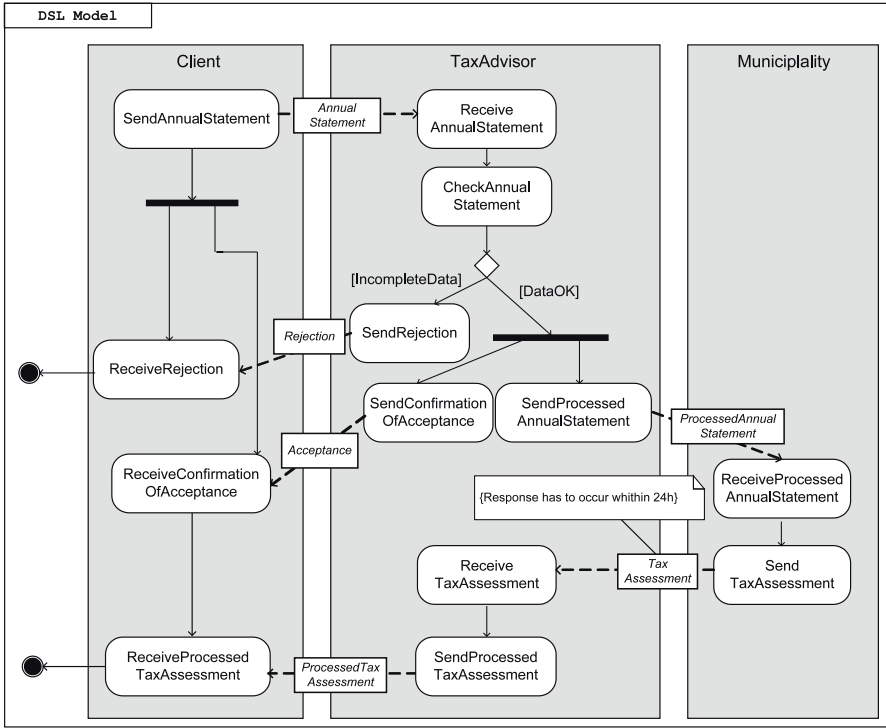 DSL Model
Client
TaxAdvisor
Municiplality
SendAnnualStatement
Annual
Statement
Receive
AnnualStatement
CheckAnnual
Statement
[IncompleteData]
[DataOK]
Rejection
SendRejection
ReceiveRejection
SendConfirmation
OfAcceptance
SendProcessed
AnnualStatement
ProcessedAnnual
Statement
Acceptance
ReceiveConfirmation
OfAcceptance
ReceiveProcessed
AnnualStatement
{Response has to occur whithin 24h}
Receive
TaxAssessment
Tax
Assessment
Send
TaxAssessment
ReceiveProcessed
TaxAssessment
ProcessedTax
Assessment
SendProcessed
TaxAssessment